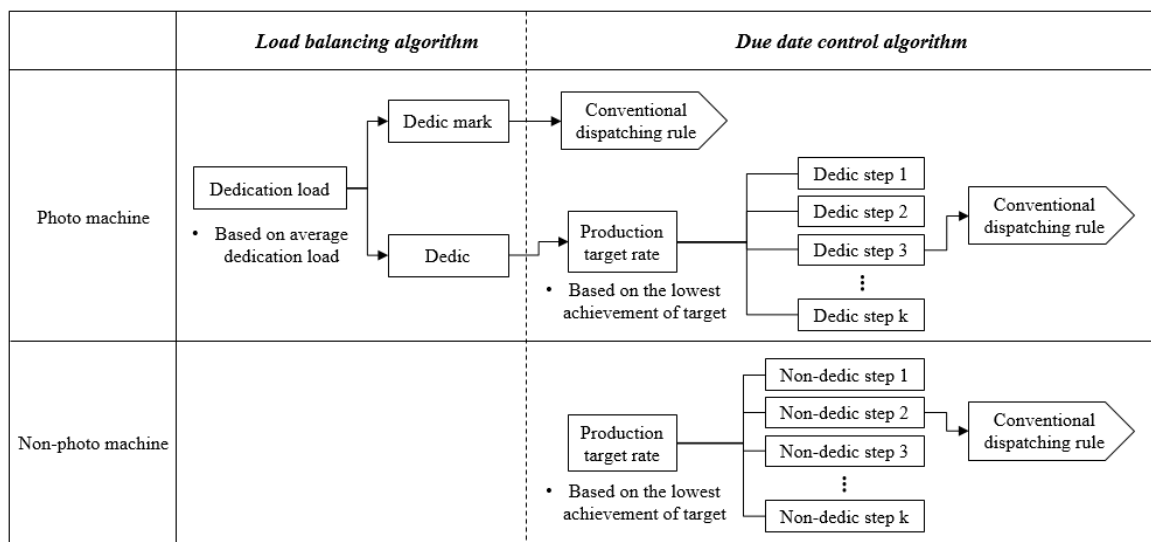 Load balancing algorithm
Due date control algorithm
Photo machine
Dedication load
• Based on average
dedication load
Dedic mark
Dedic
Conventional
dispatching rule
Production
target rate
• Based on the lowest
achievement of target
Dedic step 1
Dedic step 2
Dedic step 3
⋮
Dedic step k
Conventional
dispatching rule
Non-photo machine
Production
target rate
• Based on the lowest
achievement of target
Non-dedic step 1
Non-dedic step 2
Non-dedic step 3
⋮
Non-dedic step k
Conventional
dispatching rule